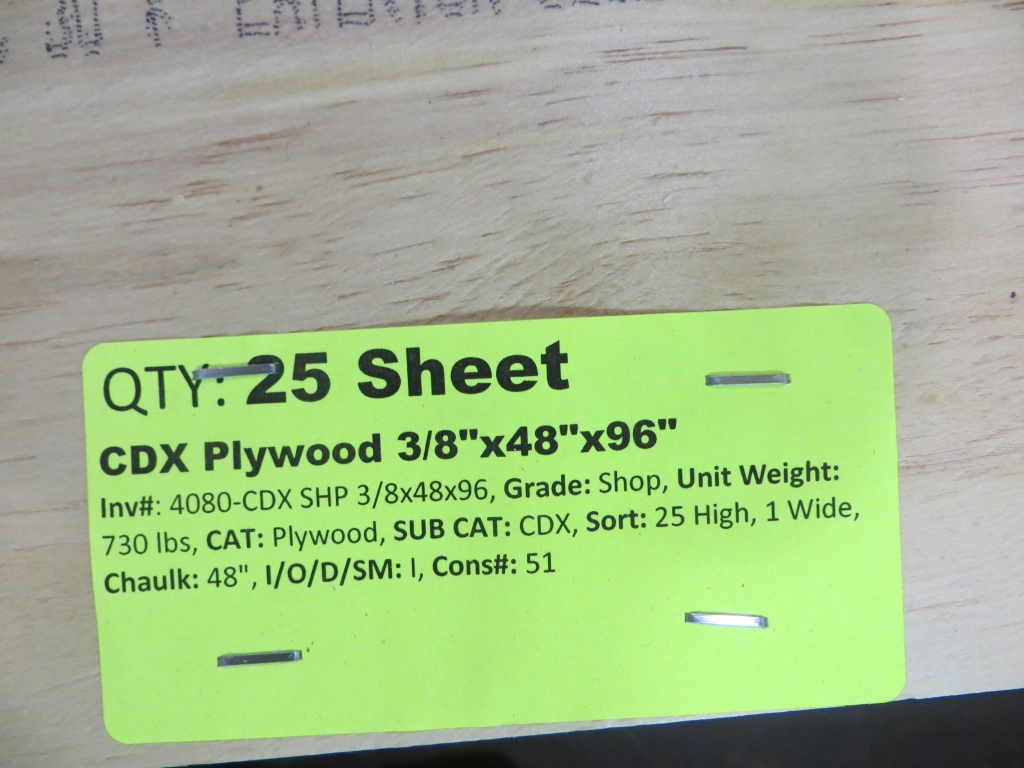 QTY: 25 Sheet
CDX Plywood 3/8"x48"x96"
Inv#: 4080-CDX SHP 3/8x48x96, Grade: Shop, Unit Weight:
730 lbs, CAT: Plywood, SUB CAT: CDX, Sort: 25 High, 1 Wide,
Chaulk: 48", I/O/D/SM: I, Cons#: 51